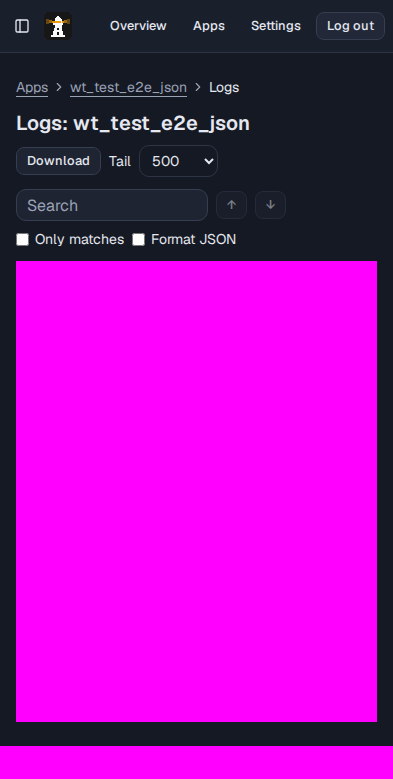 Overview Apps Settings Log out
Apps > wt_test_e2e_json > Logs
Logs: wt_test_e2e_json
Download Tail 500
Search
Only matches Format JSON